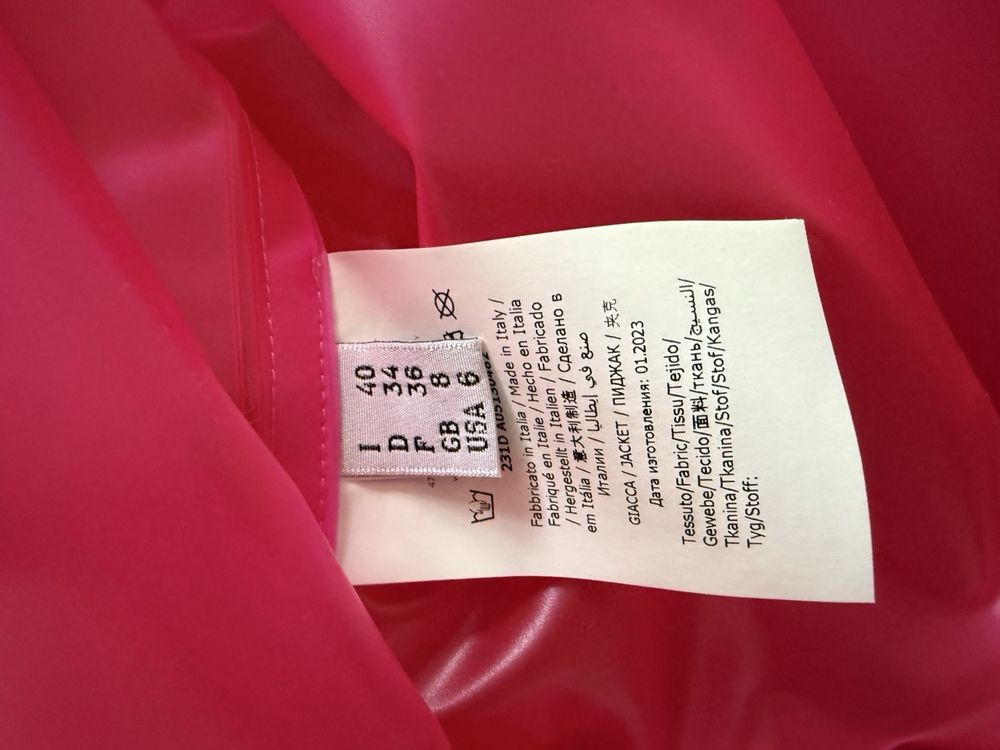 I 40
D 34
F 36
GB 8
USA 6
231D
Fabbricato in Italia / Made in Italy /
Fabriqué en Italie / Hecho en Italia
/ Hergestellt in Italien / Fabricado
em Itália / 意大利制造 / Сделано в
Италии / صنع في إيطاليا
GIACCA / JACKET / ПИДЖАК / 夹克
Дата изготовления: 01.2023
Tessuto/Fabric/Tissu/Tejido/
Gewebe/Tecido/面料/Ткань/النسيج/
Tkanina/Tkanina/Stof/Stof/Kangas/
Tyg/Stoff: